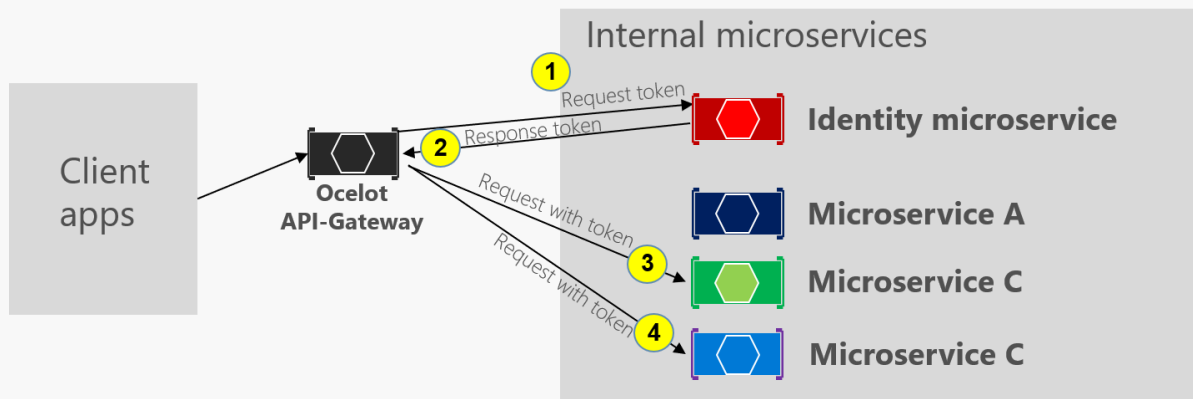 Internal microservices
1
Request token
Identity microservice
2
Response token
Client
apps
Ocelot
API-Gateway
Request with token
3
Microservice A
Request with token
4
Microservice C
Microservice C